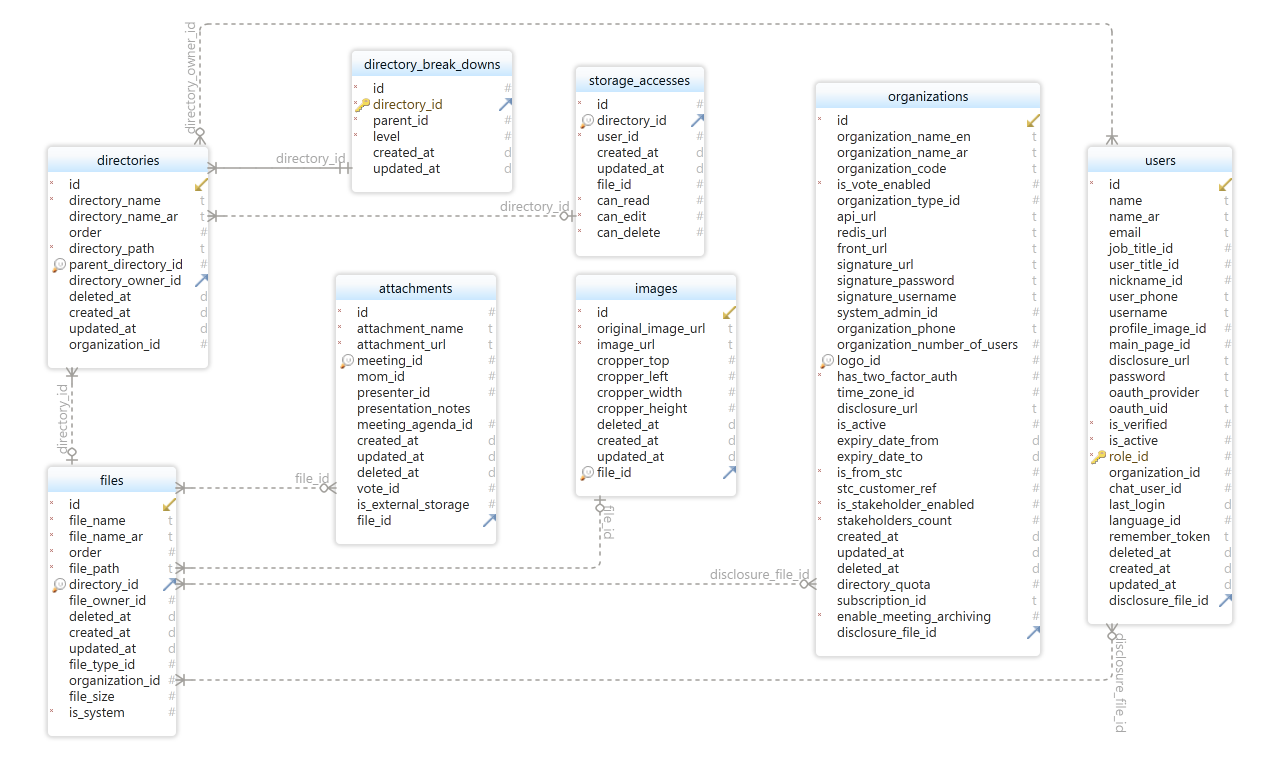 directory_owner_id
directory_break_downs
id #
directory_id
parent_id #
level #
created_at d
updated_at d
storage_accesses
id #
directory_id
user_id #
created_at d
updated_at d
file_id #
can_read #
can_edit #
can_delete #
organizations
id
organization_name_en t
organization_name_ar t
organization_code t
is_vote_enabled #
organization_type_id #
api_url t
redis_url t
front_url t
signature_url t
signature_password t
signature_username t
system_admin_id #
organization_phone t
organization_number_of_users #
logo_id #
has_two_factor_auth #
time_zone_id #
disclosure_url t
is_active #
expiry_date_from d
expiry_date_to d
is_from_stc #
stc_customer_ref #
is_stakeholder_enabled #
stakeholders_count #
created_at d
updated_at d
deleted_at d
directory_quota #
subscription_id t
enable_meeting_archiving #
disclosure_file_id
users
id
name t
name_ar t
email t
job_title_id #
user_title_id #
nickname_id #
user_phone t
username t
profile_image_id #
main_page_id #
disclosure_url t
password t
oauth_provider t
oauth_uid t
is_verified #
is_active #
role_id #
organization_id #
chat_user_id #
last_login d
language_id #
remember_token t
deleted_at d
created_at d
updated_at d
disclosure_file_id
directories
id
directory_name t
directory_name_ar t
order #
directory_path t
parent_directory_id #
directory_owner_id
deleted_at d
created_at d
updated_at d
organization_id #
directory_id
directory_id
attachments
id #
attachment_name t
attachment_url t
meeting_id #
mom_id #
presenter_id #
presentation_notes
meeting_agenda_id #
created_at d
updated_at d
deleted_at d
vote_id #
is_external_storage #
file_id
images
id
original_image_url t
image_url t
cropper_top #
cropper_left #
cropper_width #
cropper_height #
deleted_at d
created_at d
updated_at d
file_id
directory_id
files
id
file_name t
file_name_ar t
order #
file_path t
directory_id
file_owner_id #
deleted_at d
created_at d
updated_at d
file_type_id #
organization_id #
file_size #
is_system #
file_id
file_id
disclosure_file_id
disclosure_file_id